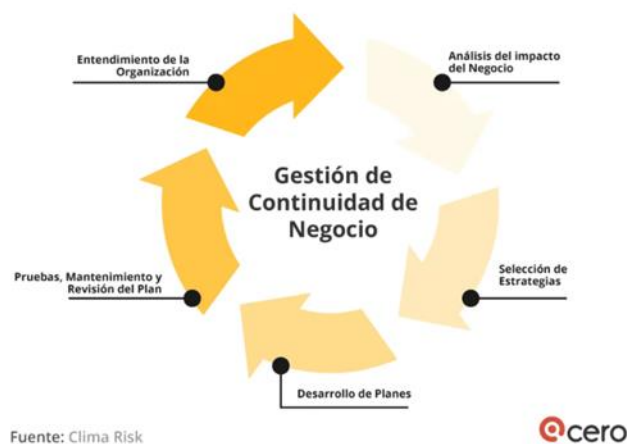 Entendimiento de la
Organización
Análisis del impacto
del Negocio
Gestión de
Continuidad de
Negocio
Selección de
Estrategias
Pruebas, Mantenimiento y
Revisión del Plan
Desarrollo de Planes
Fuente: Clima Risk
acero